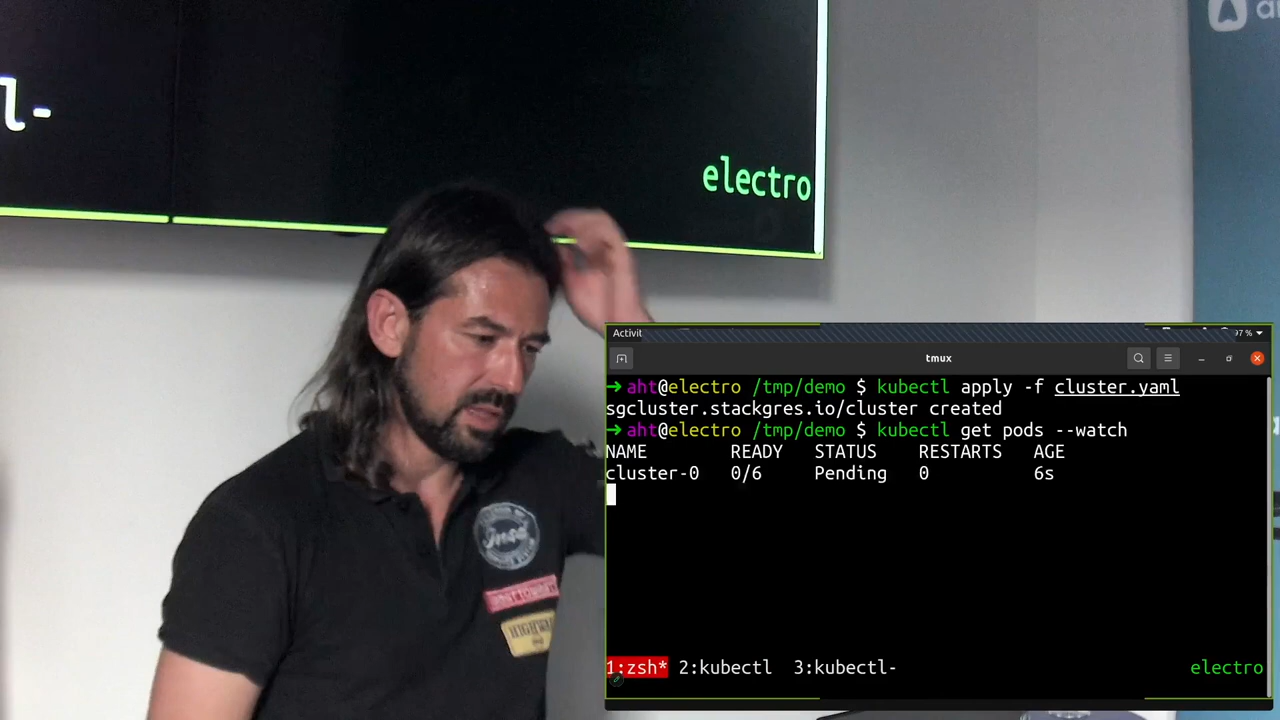 l-
electro
Activit
97 %
tmux
➜ aht@electro /tmp/demo $ kubectl apply -f cluster.yaml
sgcluster.stackgres.io/cluster created
➜ aht@electro /tmp/demo $ kubectl get pods --watch
NAME READY STATUS RESTARTS AGE
cluster-0 0/6 Pending 0 6s
1:zsh* 2:kubectl 3:kubectl- electro